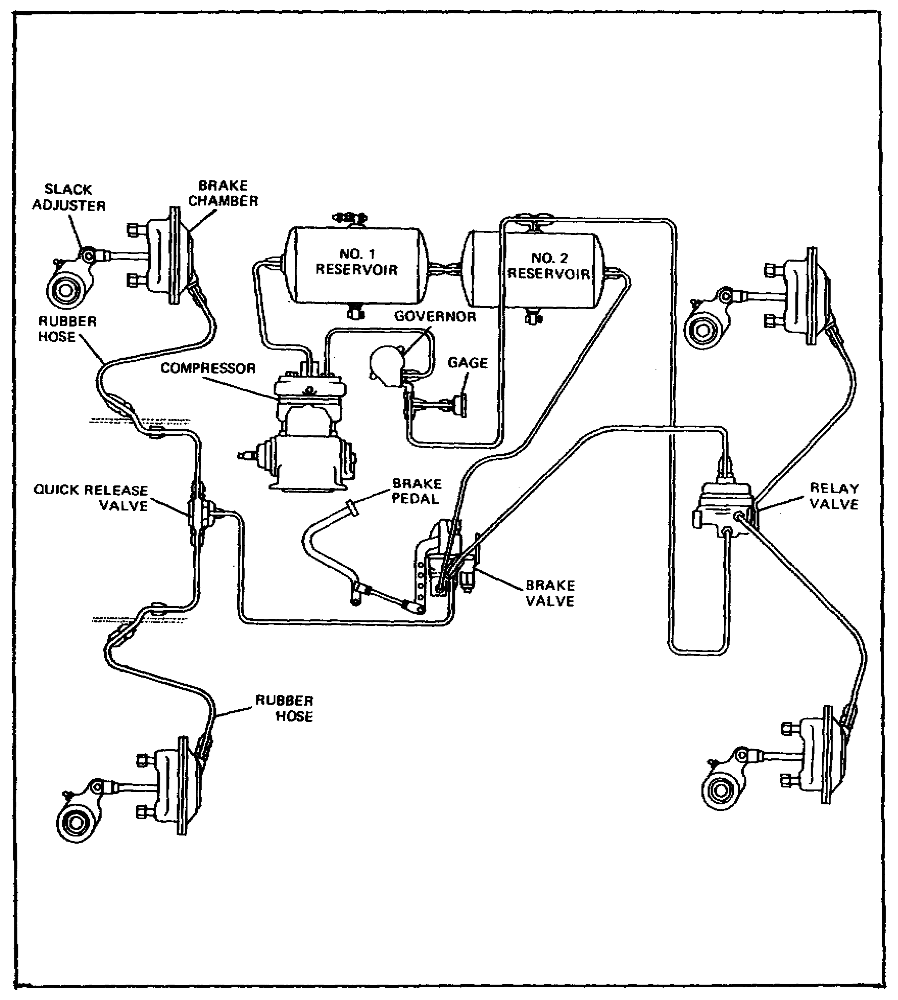 SLACK
ADJUSTER
BRAKE
CHAMBER
NO. 1
RESERVOIR
NO. 2
RESERVOIR
GOVERNOR
RUBBER
HOSE
COMPRESSOR
GAGE
QUICK RELEASE
VALVE
BRAKE
PEDAL
RELAY
VALVE
BRAKE
VALVE
RUBBER
HOSE